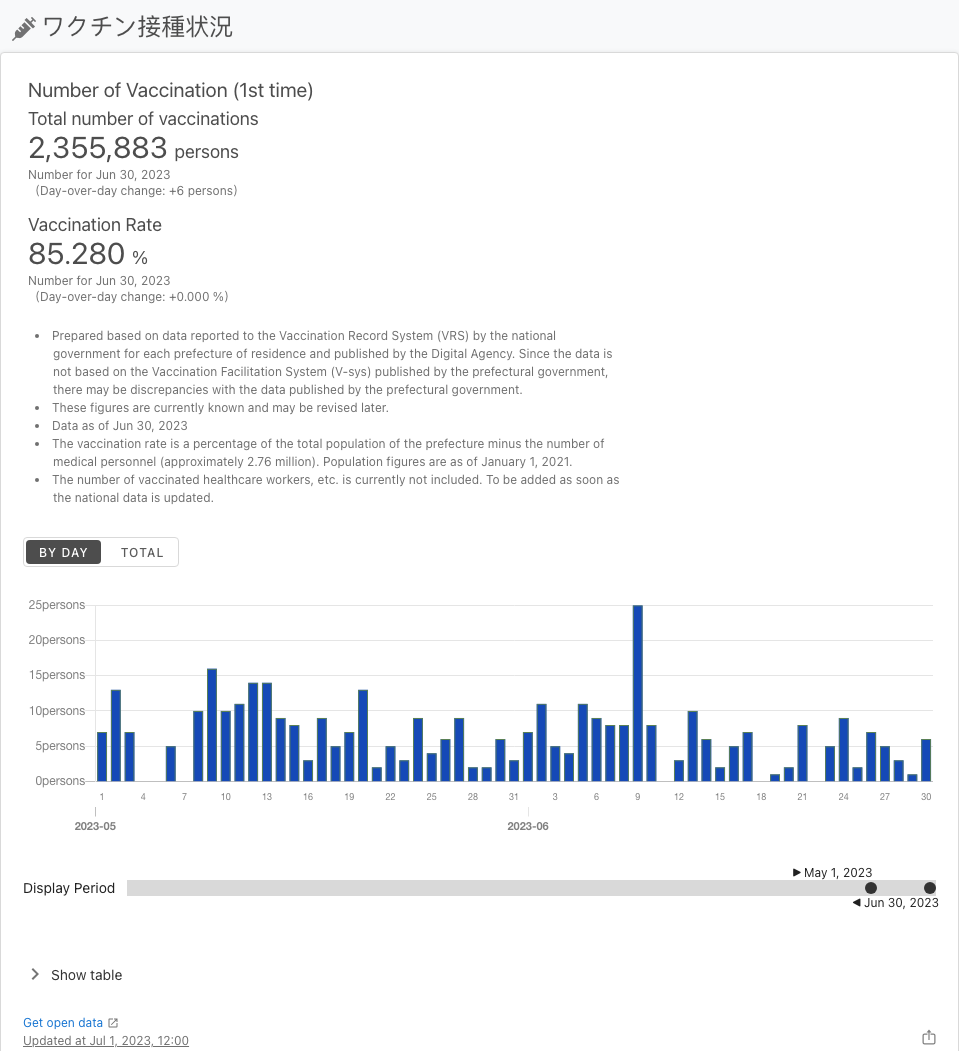 ワクチン接種状況
Number of Vaccination (1st time)
Total number of vaccinations
2,355,883 persons
Number for Jun 30, 2023
(Day-over-day change: +6 persons)
Vaccination Rate
85.280 %
Number for Jun 30, 2023
(Day-over-day change: +0.000 %)
• Prepared based on data reported to the Vaccination Record System (VRS) by the national
government for each prefecture of residence and published by the Digital Agency. Since the data is
not based on the Vaccination Facilitation System (V-sys) published by the prefectural government,
there may be discrepancies with the data published by the prefectural government.
• These figures are currently known and may be revised later.
• Data as of Jun 30, 2023
• The vaccination rate is a percentage of the total population of the prefecture minus the number of
medical personnel (approximately 2.76 million). Population figures are as of January 1, 2021.
• The number of vaccinated healthcare workers, etc. is currently not included. To be added as soon as
the national data is updated.
BY DAY TOTAL
25persons
20persons
15persons
10persons
5persons
0persons
1 4 7 10 13 16 19 22 25 28 31 3 6 9 12 15 18 21 24 27 30
2023-05 2023-06
▶ May 1, 2023
Display Period
◀ Jun 30, 2023
Show table
Get open data
Updated at Jul 1, 2023, 12:00